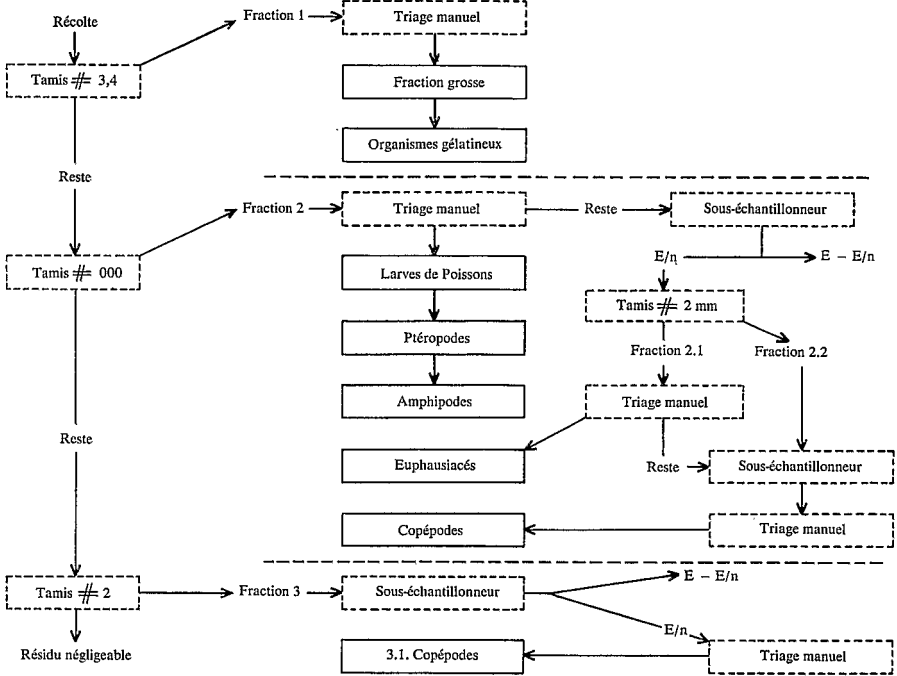 Récolte
Fraction 1
Triage manuel
Tamis # 3,4
Fraction grosse
Organismes gélatineux
Reste
Fraction 2
Triage manuel
Reste
Sous-échantillonneur
Tamis # 000
Larves de Poissons
E/n
E – E/n
Tamis # 2 mm
Ptéropodes
Fraction 2.1
Fraction 2.2
Amphipodes
Triage manuel
Reste
Euphausiacés
Reste
Sous-échantillonneur
Copépodes
Triage manuel
Tamis # 2
Fraction 3
Sous-échantillonneur
E – E/n
E/n
Résidu négligeable
3.1. Copépodes
Triage manuel